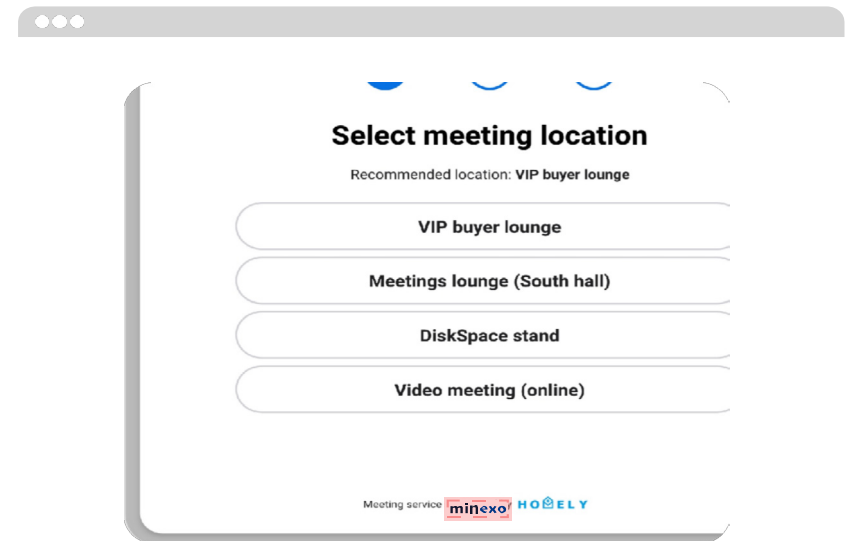 Select meeting location
Recommended location: VIP buyer lounge
VIP buyer lounge
Meetings lounge (South hall)
DiskSpace stand
Video meeting (online)
Meeting service minexo HOMELY